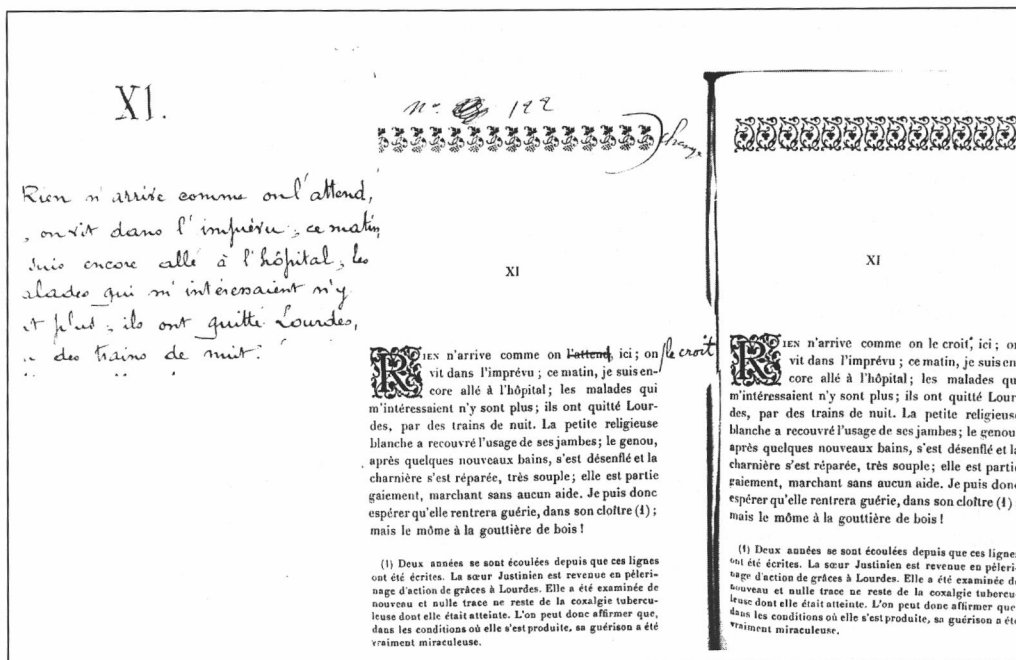 XI.
Rien n'arrive comme on l'attend,
, on vit dans l'imprévu ; ce matin,
suis encore allé à l'hôpital ; les
alades qui m'intéressaient n'y
t plus ; ils ont quitté Lourdes,
des trains de nuit.
no 122
change
XI
RIEN n'arrive comme on l'attend, ici ; on le croit
vit dans l'imprévu ; ce matin, je suis en-
core allé à l'hôpital ; les malades qui
m'intéressaient n'y sont plus ; ils ont quitté Lour-
des, par des trains de nuit. La petite religieuse
blanche a recouvré l'usage de ses jambes ; le genou,
après quelques nouveaux bains, s'est désenflé et la
charnière s'est réparée, très souple ; elle est partie
gaiement, marchant sans aucun aide. Je puis donc
espérer qu'elle rentrera guérie, dans son cloître (1) ;
mais le môme à la gouttière de bois !
(1) Deux années se sont écoulées depuis que ces lignes
ont été écrites. La sœur Justinien est revenue en pèleri-
nage d'action de grâces à Lourdes. Elle a été examinée de
nouveau et nulle trace ne reste de la coxalgie tubercu-
leuse dont elle était atteinte. L'on peut donc affirmer que,
dans les conditions où elle s'est produite, sa guérison a été
vraiment miraculeuse.
XI
RIEN n'arrive comme on le croit, ici ; on
vit dans l'imprévu ; ce matin, je suis en
core allé à l'hôpital ; les malades qui
m'intéressaient n'y sont plus ; ils ont quitté Lour
des, par des trains de nuit. La petite religieuse
blanche a recouvré l'usage de ses jambes ; le genou
après quelques nouveaux bains, s'est désenflé et la
charnière s'est réparée, très souple ; elle est partie
gaiement, marchant sans aucun aide. Je puis donc
espérer qu'elle rentrera guérie, dans son cloître (1) ;
mais le môme à la gouttière de bois !
(1) Deux années se sont écoulées depuis que ces lignes
ont été écrites. La sœur Justinien est revenue en pèleri-
nage d'action de grâces à Lourdes. Elle a été examinée de
nouveau et nulle trace ne reste de la coxalgie tubercu-
leuse dont elle était atteinte. L'on peut donc affirmer que,
dans les conditions où elle s'est produite, sa guérison a été
vraiment miraculeuse.